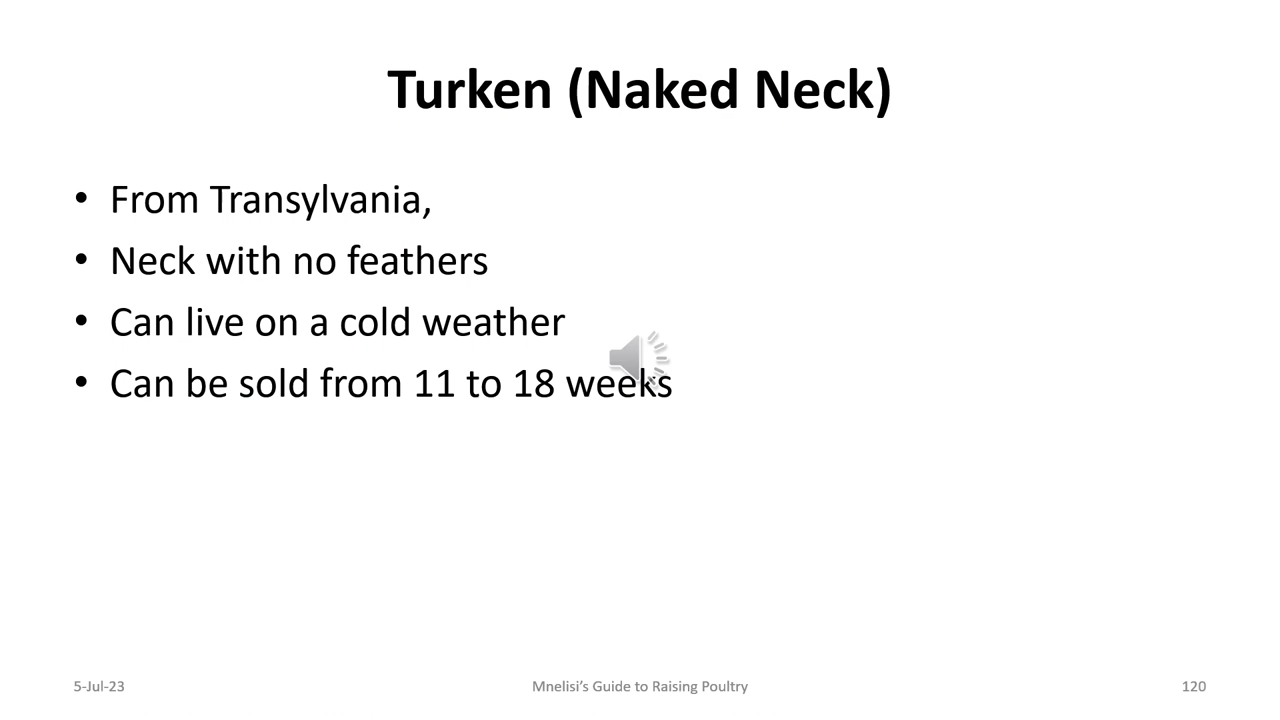 Turken (Naked Neck)
• From Transylvania,
• Neck with no feathers
• Can live on a cold weather
• Can be sold from 11 to 18 weeks
5-Jul-23
Mnelisi’s Guide to Raising Poultry
120